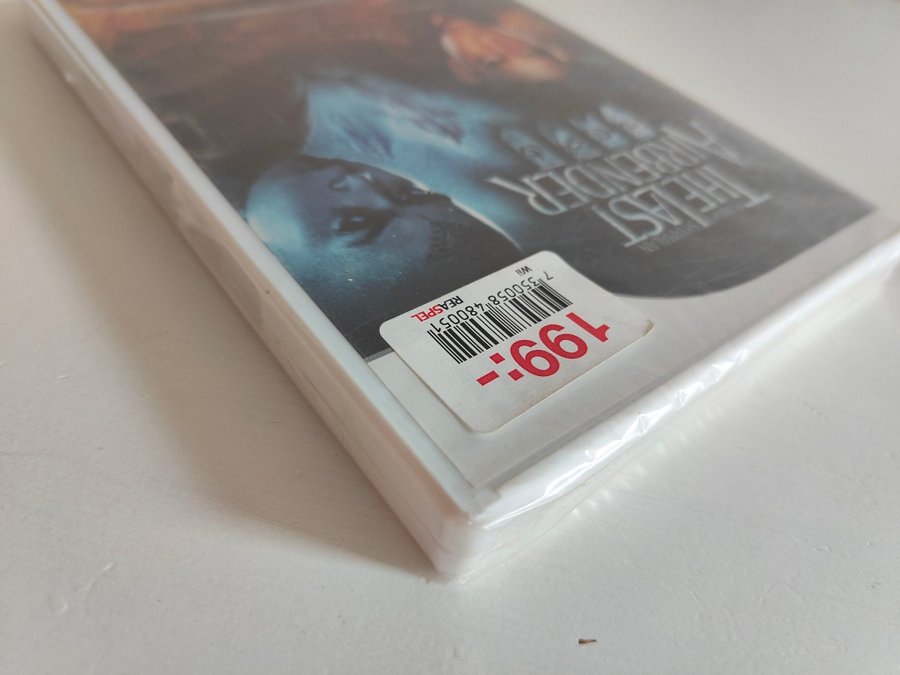 THE LAST
AIRBENDER
Wii
7 350058 480051
REASPEL
199:-